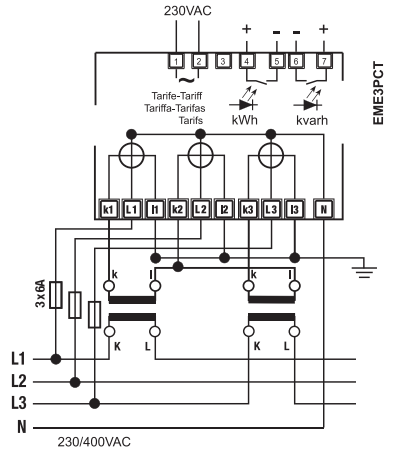 230VAC
+ - - +
1 2 3 4 5 6 7
~
Tarife-Tariff
Tariffa-Tarifas
Tarifs
kWh kvarh
EME3PCT
k1 L1 l1 k2 L2 l2 k3 L3 l3 N
k l k l
3x6A
K L K L
L1
L2
L3
N
230/400VAC